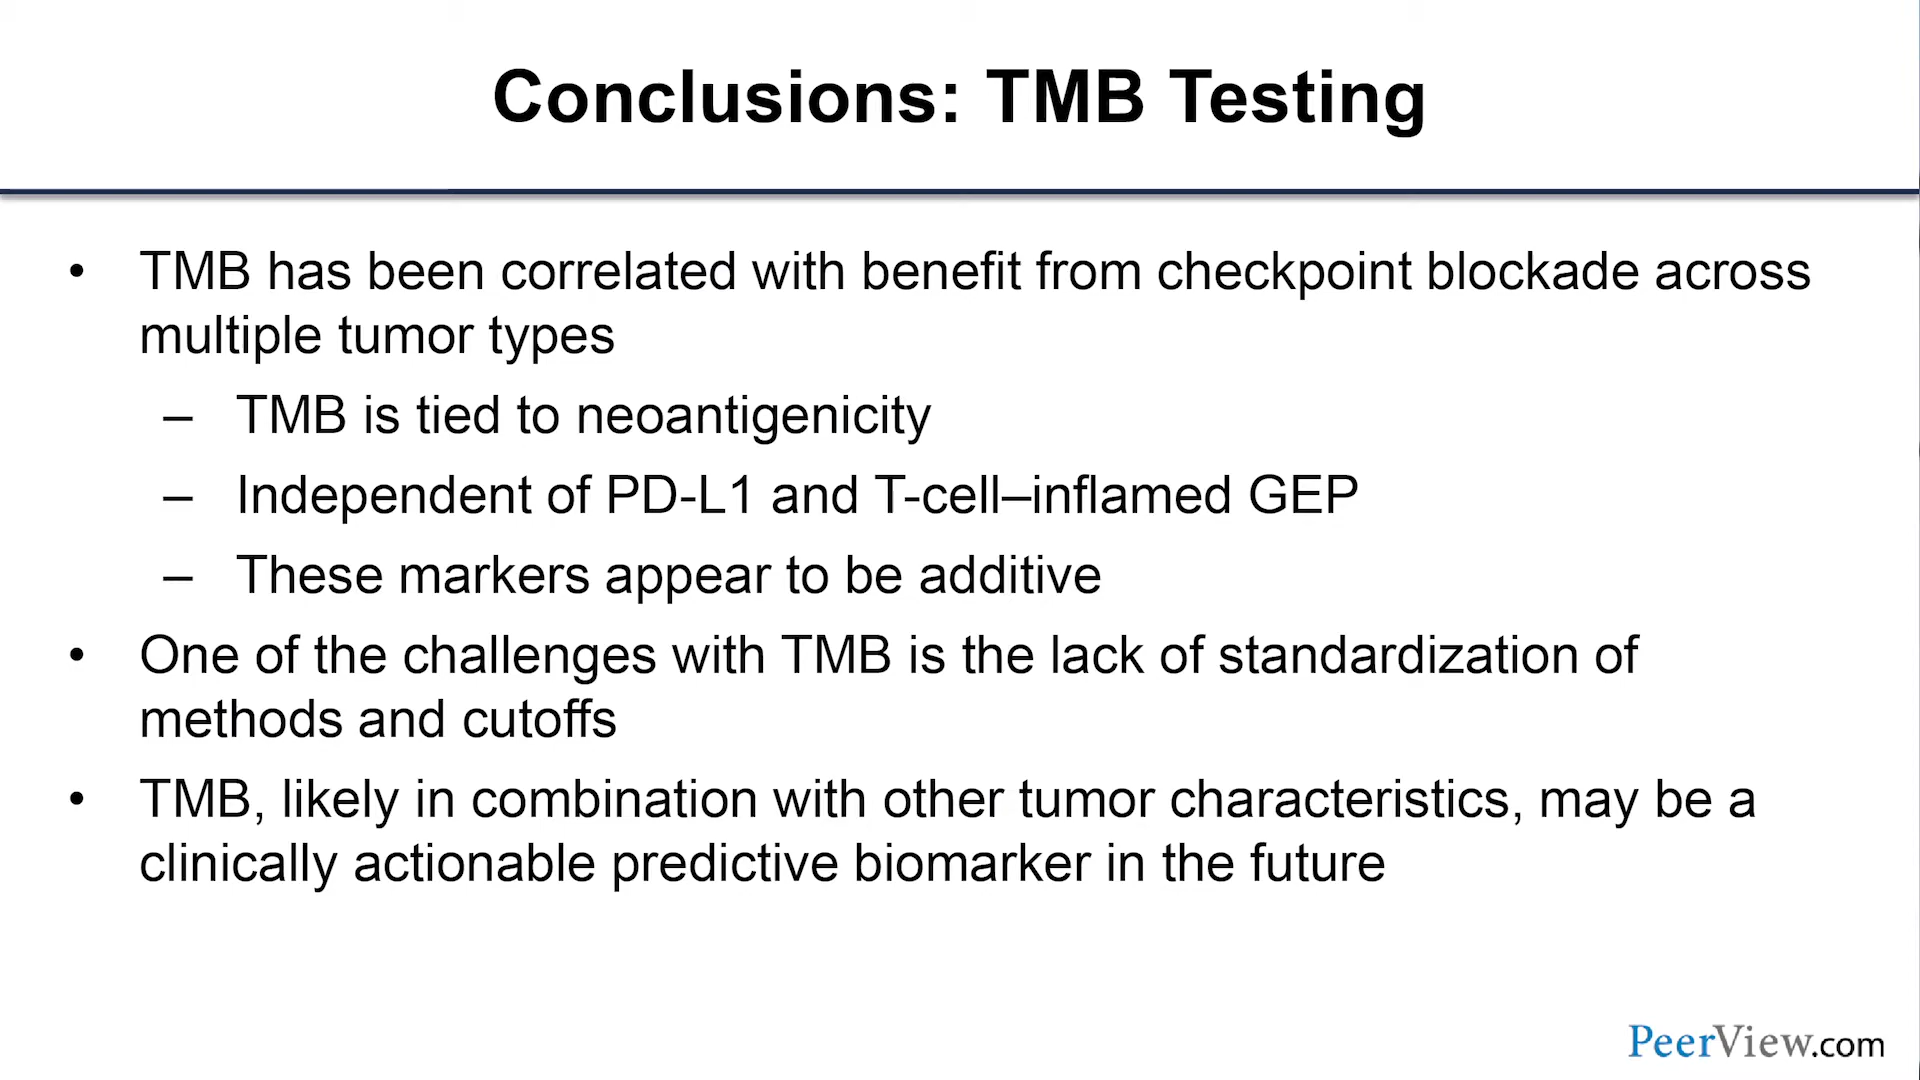 Conclusions: TMB Testing
• TMB has been correlated with benefit from checkpoint blockade across
multiple tumor types
– TMB is tied to neoantigenicity
– Independent of PD-L1 and T-cell–inflamed GEP
– These markers appear to be additive
• One of the challenges with TMB is the lack of standardization of
methods and cutoffs
• TMB, likely in combination with other tumor characteristics, may be a
clinically actionable predictive biomarker in the future
PeerView.com